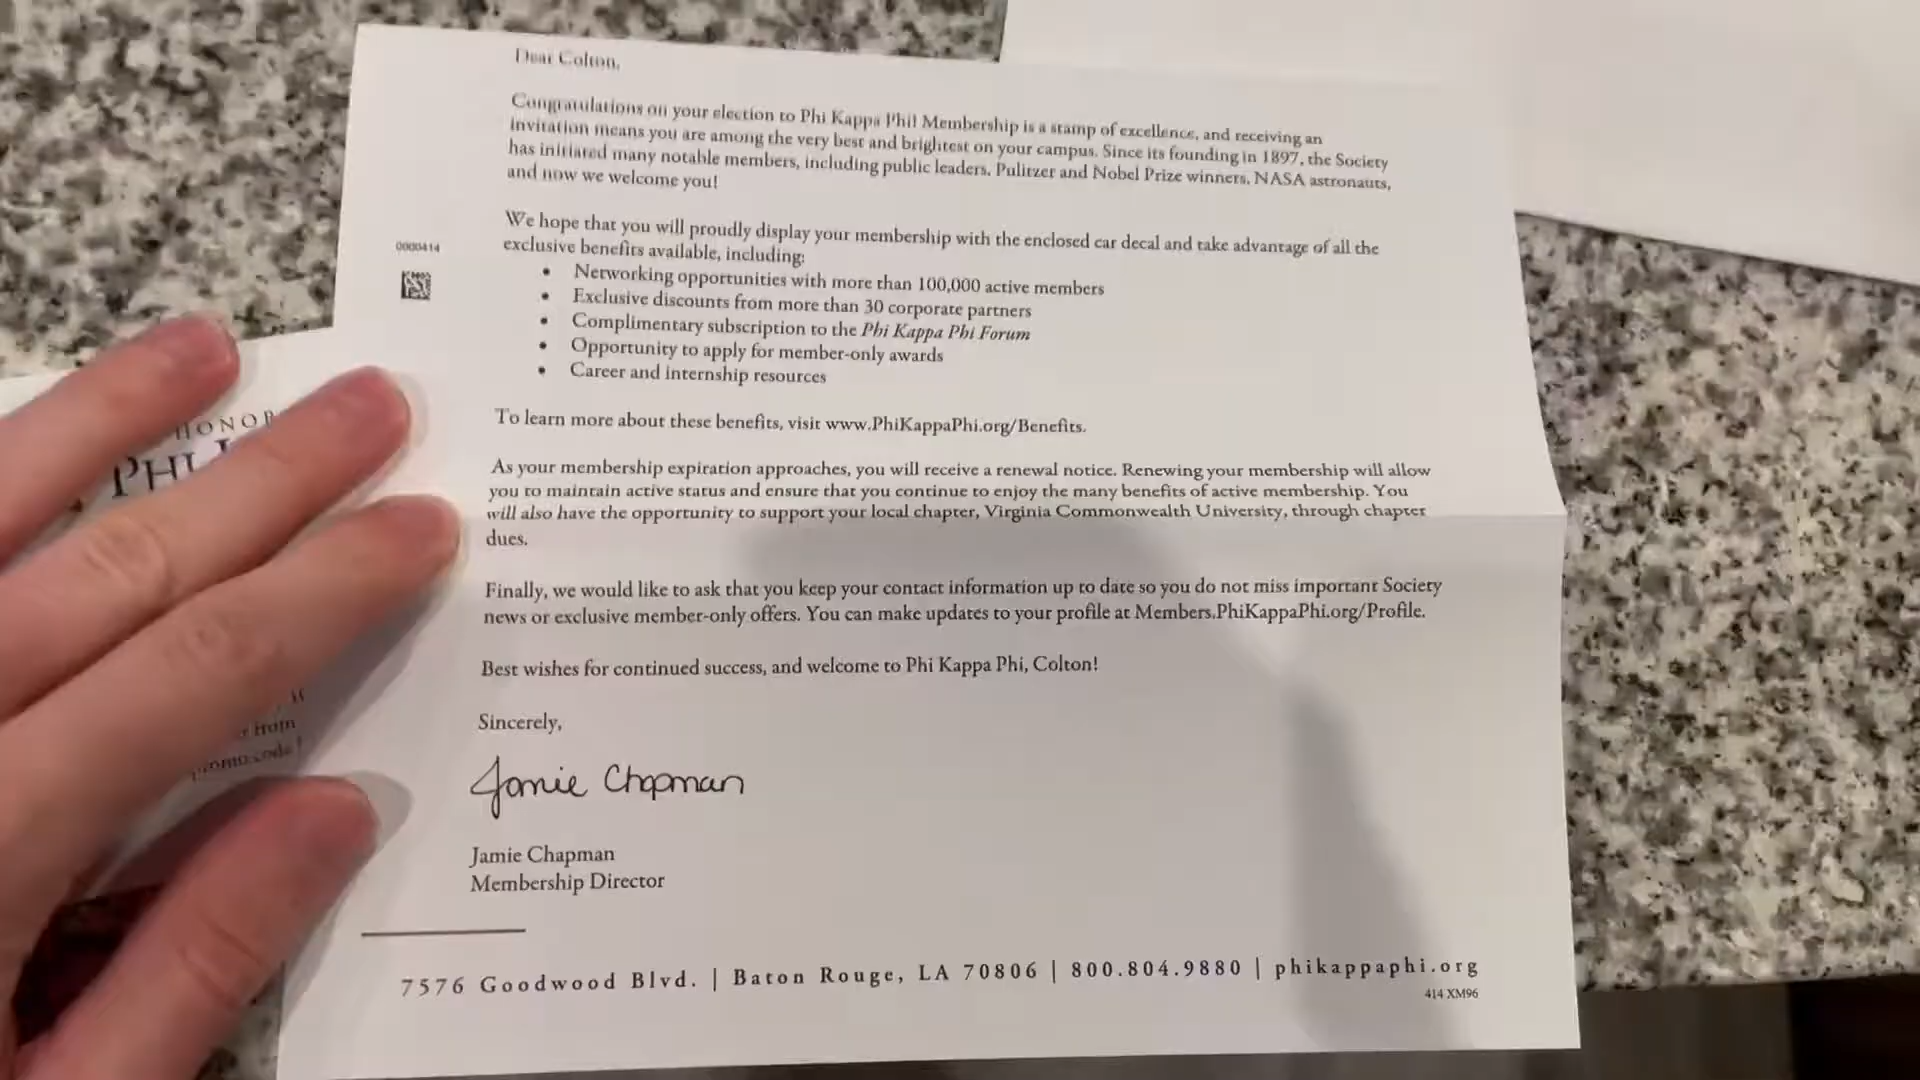 Dear Colton,
Congratulations on your election to Phi Kappa Phi! Membership is a stamp of excellence, and receiving an
invitation means you are among the very best and brightest on your campus. Since its founding in 1897, the Society
has initiated many notable members, including public leaders, Pulitzer and Nobel Prize winners, NASA astronauts,
and now we welcome you!
We hope that you will proudly display your membership with the enclosed car decal and take advantage of all the
exclusive benefits available, including:
0000414
• Networking opportunities with more than 100,000 active members
• Exclusive discounts from more than 30 corporate partners
• Complimentary subscription to the Phi Kappa Phi Forum
• Opportunity to apply for member-only awards
• Career and internship resources
To learn more about these benefits, visit www.PhiKappaPhi.org/Benefits.
As your membership expiration approaches, you will receive a renewal notice. Renewing your membership will allow
you to maintain active status and ensure that you continue to enjoy the many benefits of active membership. You
will also have the opportunity to support your local chapter, Virginia Commonwealth University, through chapter
dues.
Finally, we would like to ask that you keep your contact information up to date so you do not miss important Society
news or exclusive member-only offers. You can make updates to your profile at Members.PhiKappaPhi.org/Profile.
Best wishes for continued success, and welcome to Phi Kappa Phi, Colton!
Sincerely,
Jamie Chapman
Jamie Chapman
Membership Director
7576 Goodwood Blvd. | Baton Rouge, LA 70806 | 800.804.9880 | phikappaphi.org
414 XM96
HONOR
PHI
from
promo code